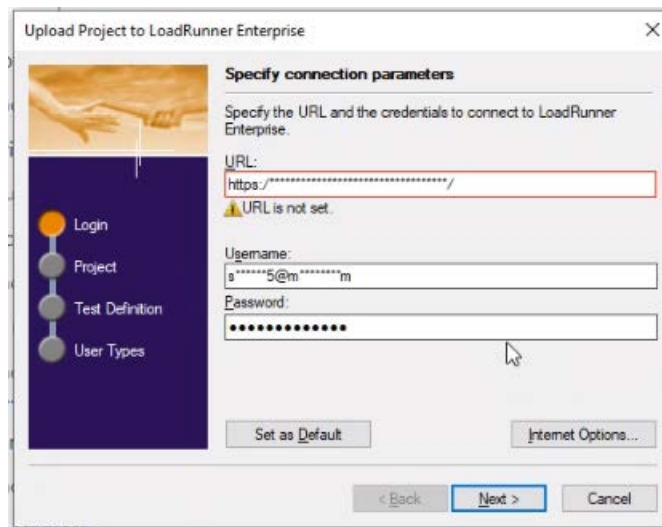 Upload Project to LoadRunner Enterprise
Specify connection parameters
Specify the URL and the credentials to connect to LoadRunner
Enterprise.
URL:
https:/**********************************/
URL is not set.
Username:
s******5@m********m
Password:
●●●●●●●●●●●●●
Login
Project
Test Definition
User Types
Set as Default
Internet Options...
< Back
Next >
Cancel